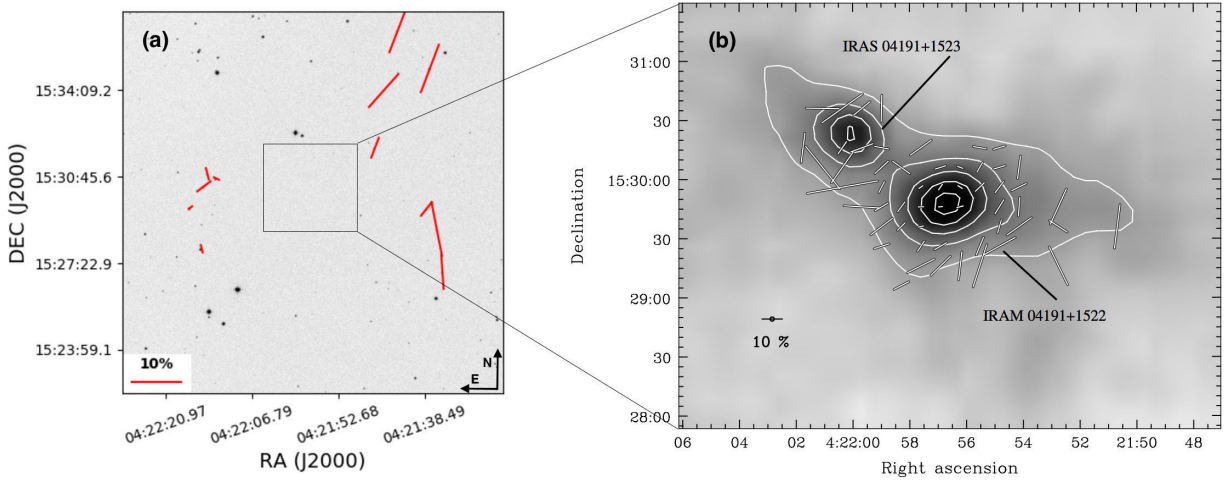 (a)
DEC (J2000)
15:34:09.2
15:30:45.6
15:27:22.9
15:23:59.1
10%
N
E
04:22:20.97
04:22:06.79
04:21:52.68
04:21:38.49
RA (J2000)
(b)
IRAS 04191+1523
IRAM 04191+1522
10 %
Declination
31:00
30
15:30:00
30
29:00
30
28:00
06
04
02
4:22:00
58
56
54
52
21:50
48
Right ascension